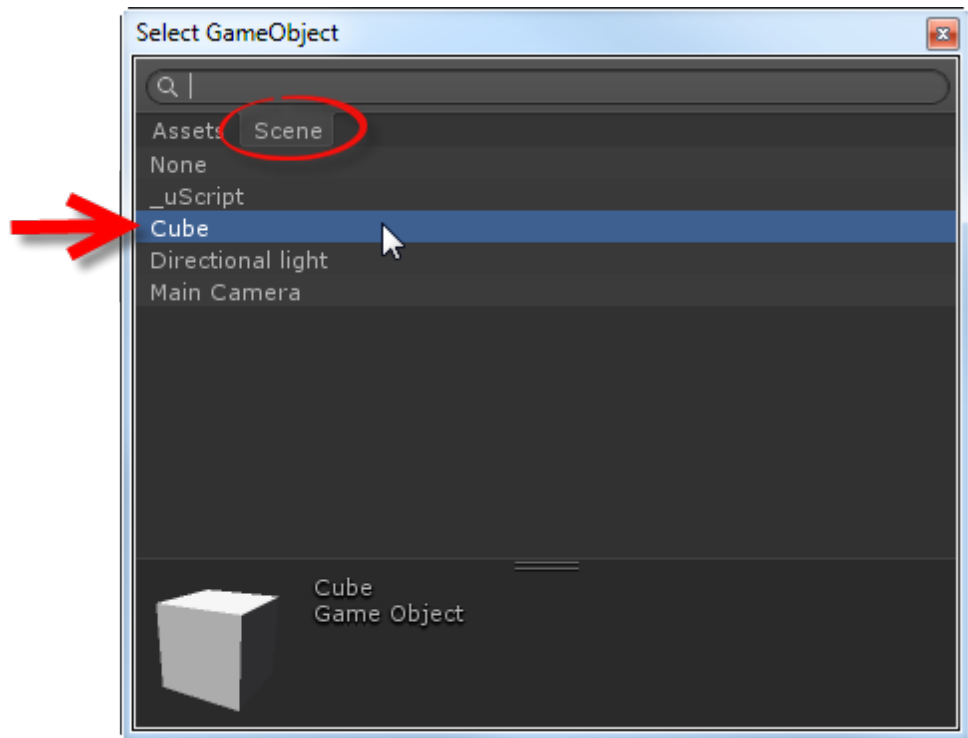 Select GameObject
Assets Scene
None
_uScript
Cube
Directional light
Main Camera
Cube
Game Object